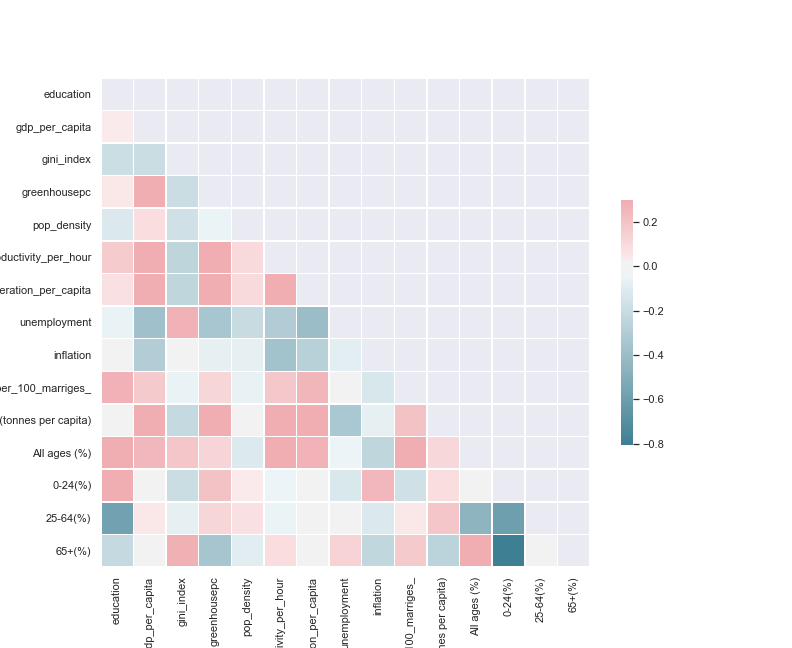 education
gdp_per_capita
gini_index
greenhousepc
pop_density
oductivity_per_hour
eration_per_capita
unemployment
inflation
per_100_marriges_
(tonnes per capita)
All ages (%)
0-24(%)
25-64(%)
65+(%)
education
dp_per_capita
gini_index
greenhousepc
pop_density
ivity_per_hour
on_per_capita
unemployment
inflation
100_marriges_
nes per capita)
All ages (%)
0-24(%)
25-64(%)
65+(%)
0.2
0.0
−0.2
−0.4
−0.6
−0.8